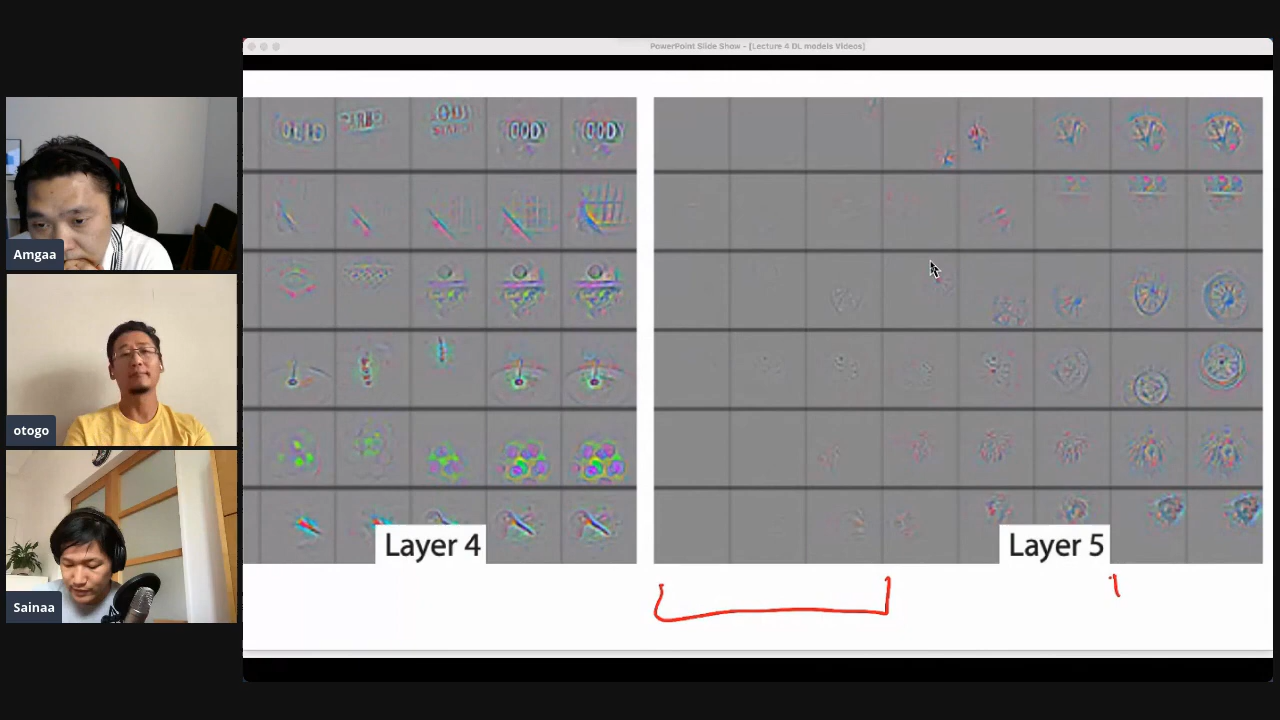 PowerPoint Slide Show - [Lecture 4 DL models Videos]
Amgaa
otogo
Sainaa
Layer 4
Layer 5